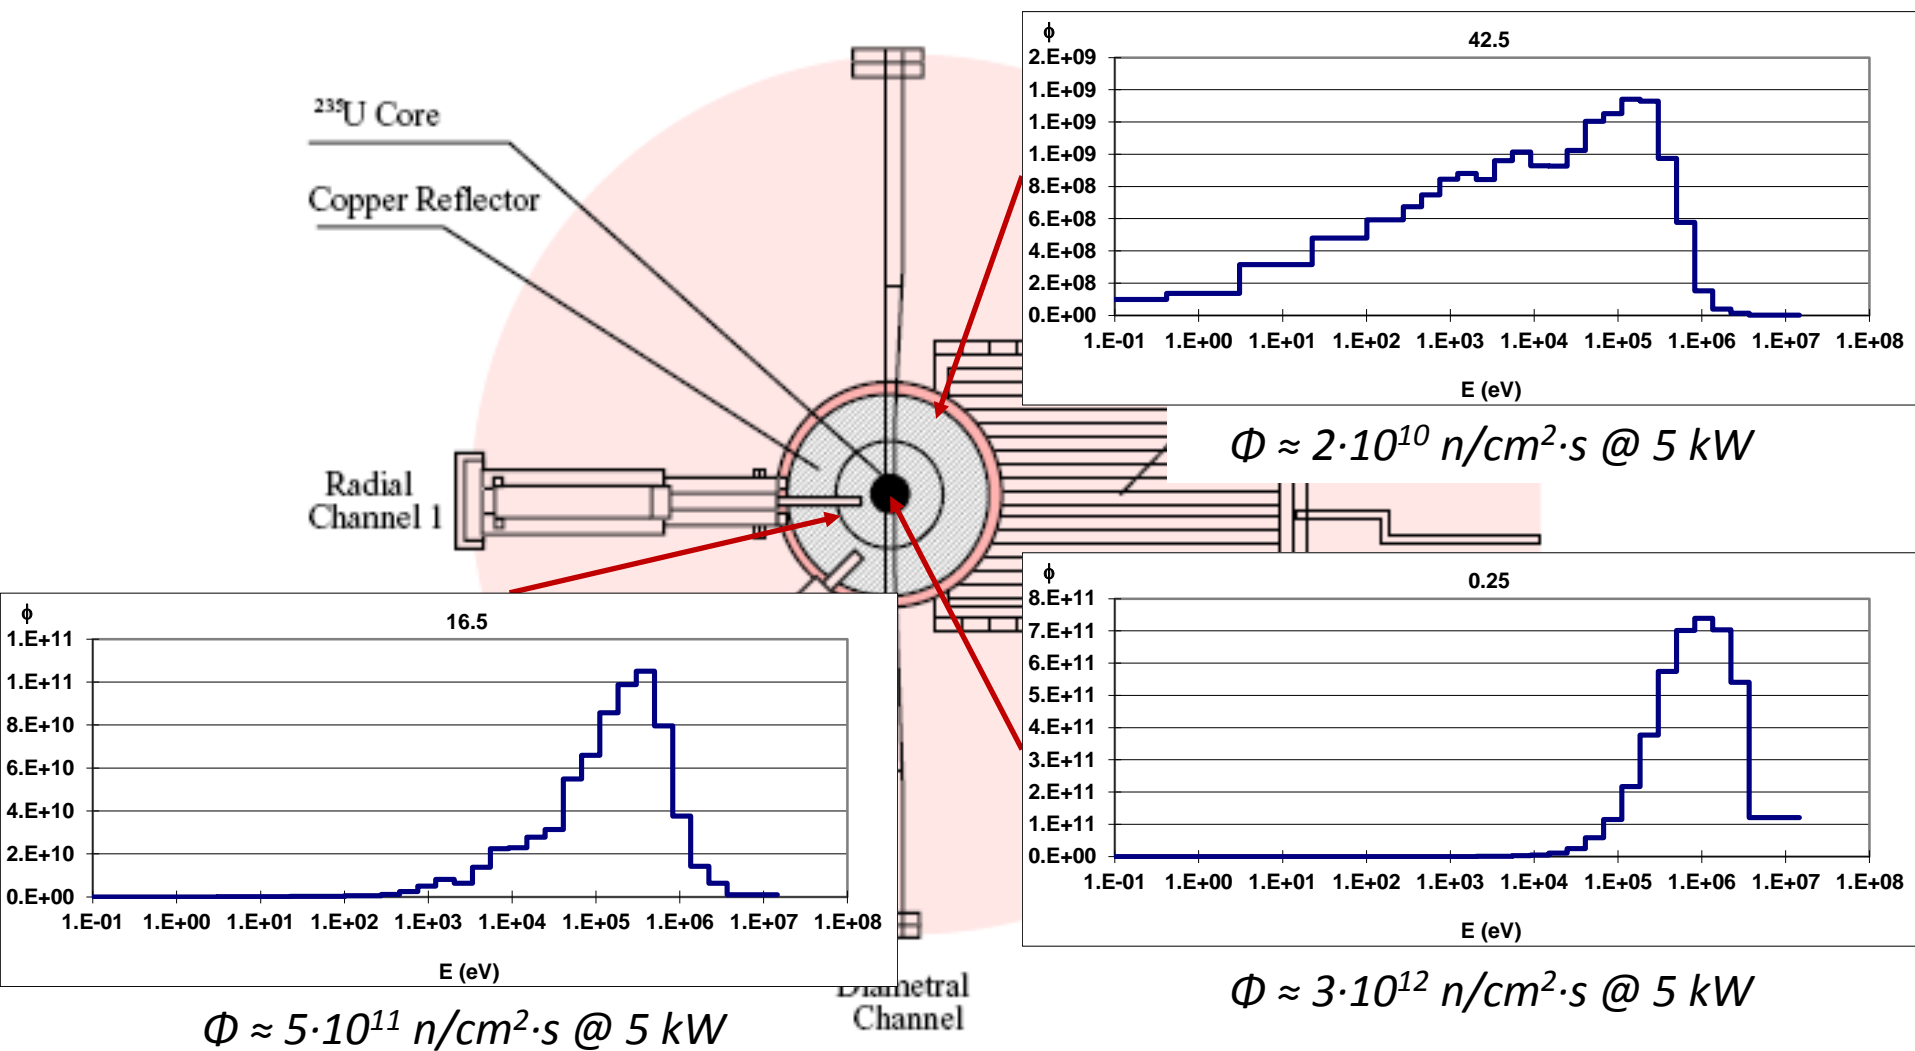 ²³⁵U Core
Copper Reflector
Radial
Channel 1
Diametral
Channel
ϕ
42.5
2.E+09
1.E+09
1.E+09
1.E+09
8.E+08
6.E+08
4.E+08
2.E+08
0.E+00
1.E-01 1.E+00 1.E+01 1.E+02 1.E+03 1.E+04 1.E+05 1.E+06 1.E+07 1.E+08
E (eV)
Φ ≈ 2·10¹⁰ n/cm²·s @ 5 kW
ϕ
16.5
1.E+11
1.E+11
8.E+10
6.E+10
4.E+10
2.E+10
0.E+00
1.E-01 1.E+00 1.E+01 1.E+02 1.E+03 1.E+04 1.E+05 1.E+06 1.E+07 1.E+08
E (eV)
Φ ≈ 5·10¹¹ n/cm²·s @ 5 kW
ϕ
0.25
8.E+11
7.E+11
6.E+11
5.E+11
4.E+11
3.E+11
2.E+11
1.E+11
0.E+00
1.E-01 1.E+00 1.E+01 1.E+02 1.E+03 1.E+04 1.E+05 1.E+06 1.E+07 1.E+08
E (eV)
Φ ≈ 3·10¹² n/cm²·s @ 5 kW